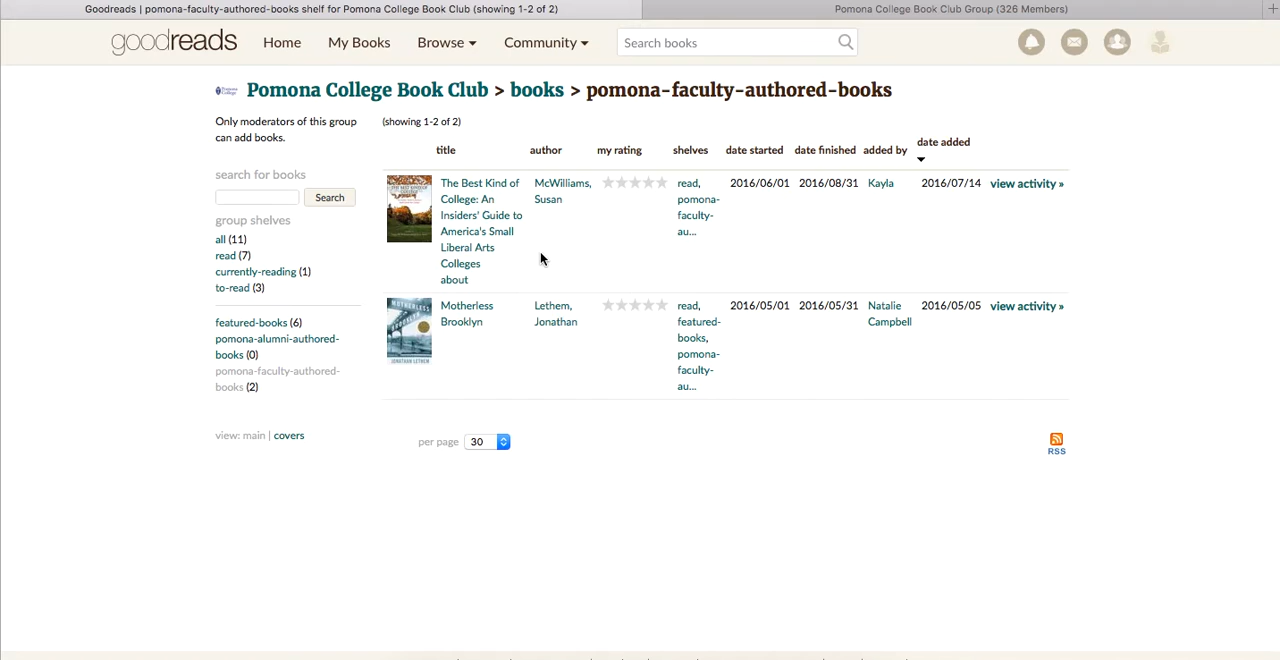 Goodreads | pomona-faculty-authored-books shelf for Pomona College Book Club (showing 1-2 of 2)
Pomona College Book Club Group (326 Members)
goodreads
Home
My Books
Browse
Community
Search books
Pomona College Book Club > books > pomona-faculty-authored-books
Only moderators of this group
can add books.
search for books
Search
group shelves
all (11)
read (7)
currently-reading (1)
to-read (3)
featured-books (6)
pomona-alumni-authored-
books (0)
pomona-faculty-authored-
books (2)
view: main | covers
(showing 1-2 of 2)
title
author
my rating
shelves
date started
date finished
added by
date added
The Best Kind of
College: An
Insiders' Guide to
America's Small
Liberal Arts
Colleges
about
McWilliams,
Susan
read,
pomona-
faculty-
au...
2016/06/01
2016/08/31
Kayla
2016/07/14
view activity »
Motherless
Brooklyn
Lethem,
Jonathan
read,
featured-
books,
pomona-
faculty-
au...
2016/05/01
2016/05/31
Natalie
Campbell
2016/05/05
view activity »
JONATHAN LETHEM
per page
30
RSS